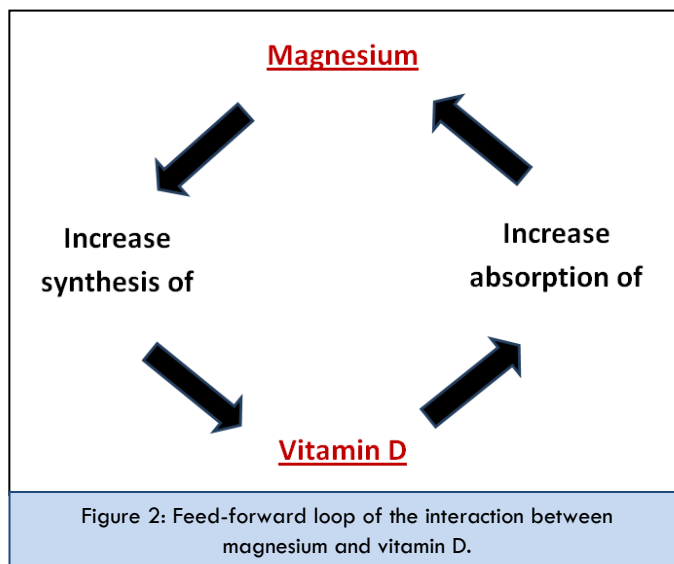 Magnesium
Increase
synthesis of
Increase
absorption of
Vitamin D
Figure 2: Feed-forward loop of the interaction between
magnesium and vitamin D.